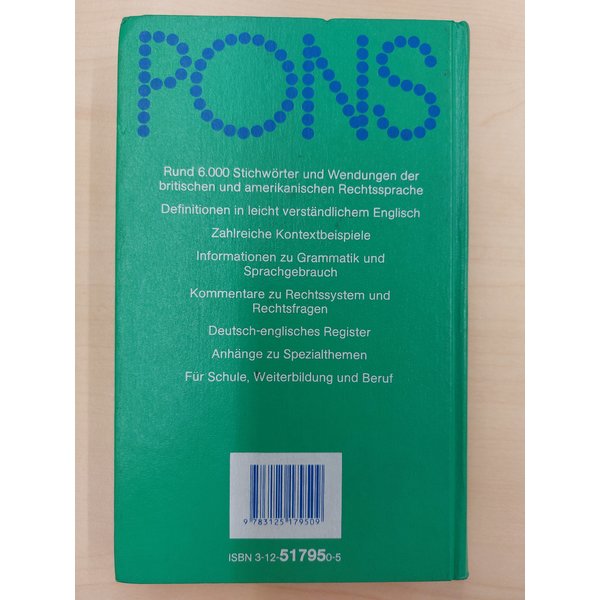 PONS
Rund 6.000 Stichwörter und Wendungen der
britischen und amerikanischen Rechtssprache
Definitionen in leicht verständlichem Englisch
Zahlreiche Kontextbeispiele
Informationen zu Grammatik und
Sprachgebrauch
Kommentare zu Rechtssystem und
Rechtsfragen
Deutsch-englisches Register
Anhänge zu Spezialthemen
Für Schule, Weiterbildung und Beruf
9 783125 179509
ISBN 3-12-517950-5